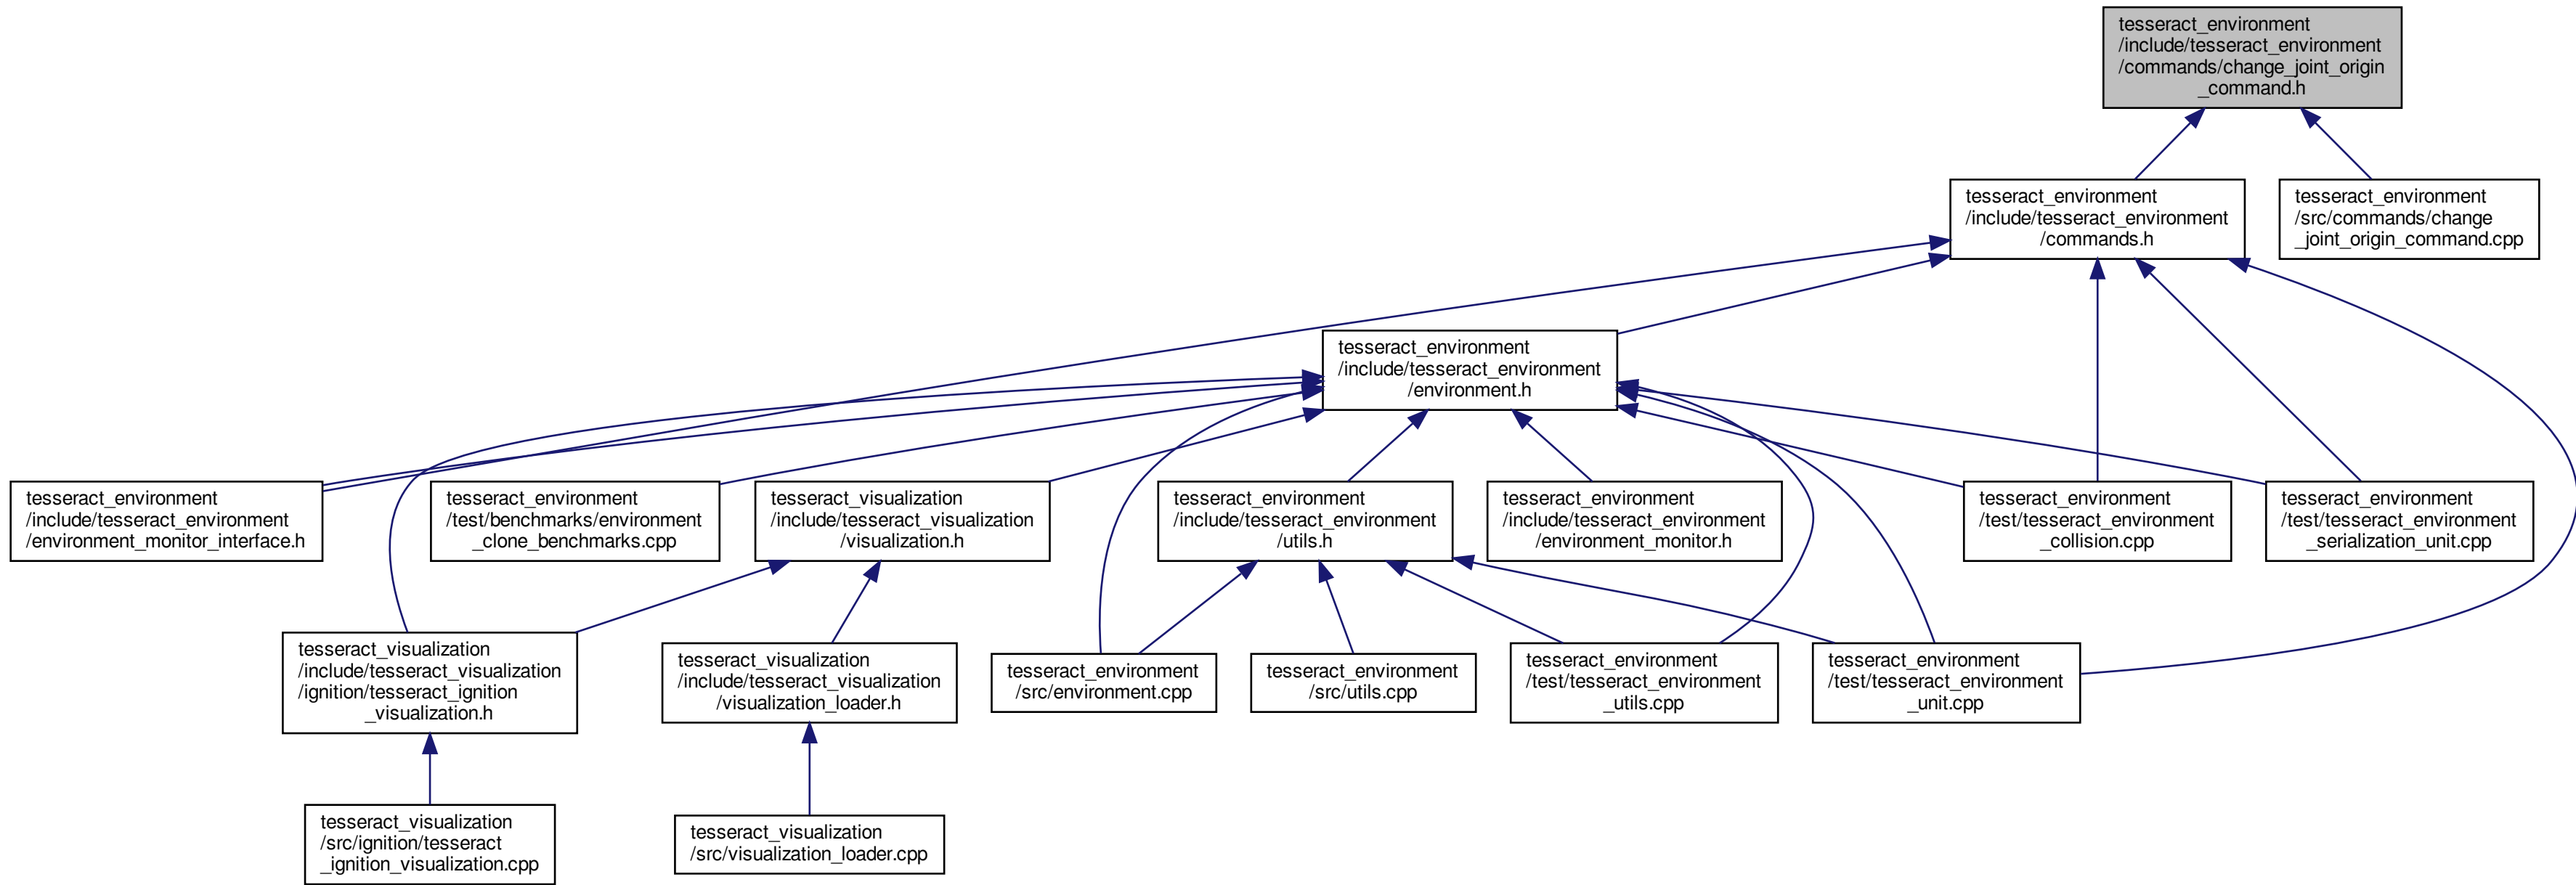 tesseract_environment
/include/tesseract_environment
/commands/change_joint_origin
_command.h
tesseract_environment
/include/tesseract_environment
/commands.h
tesseract_environment
/src/commands/change
_joint_origin_command.cpp
tesseract_environment
/include/tesseract_environment
/environment.h
tesseract_environment
/include/tesseract_environment
/environment_monitor_interface.h
tesseract_environment
/test/benchmarks/environment
_clone_benchmarks.cpp
tesseract_visualization
/include/tesseract_visualization
/visualization.h
tesseract_environment
/include/tesseract_environment
/utils.h
tesseract_environment
/include/tesseract_environment
/environment_monitor.h
tesseract_environment
/test/tesseract_environment
_collision.cpp
tesseract_environment
/test/tesseract_environment
_serialization_unit.cpp
tesseract_visualization
/include/tesseract_visualization
/ignition/tesseract_ignition
_visualization.h
tesseract_visualization
/include/tesseract_visualization
/visualization_loader.h
tesseract_environment
/src/environment.cpp
tesseract_environment
/src/utils.cpp
tesseract_environment
/test/tesseract_environment
_utils.cpp
tesseract_environment
/test/tesseract_environment
_unit.cpp
tesseract_visualization
/src/ignition/tesseract
_ignition_visualization.cpp
tesseract_visualization
/src/visualization_loader.cpp